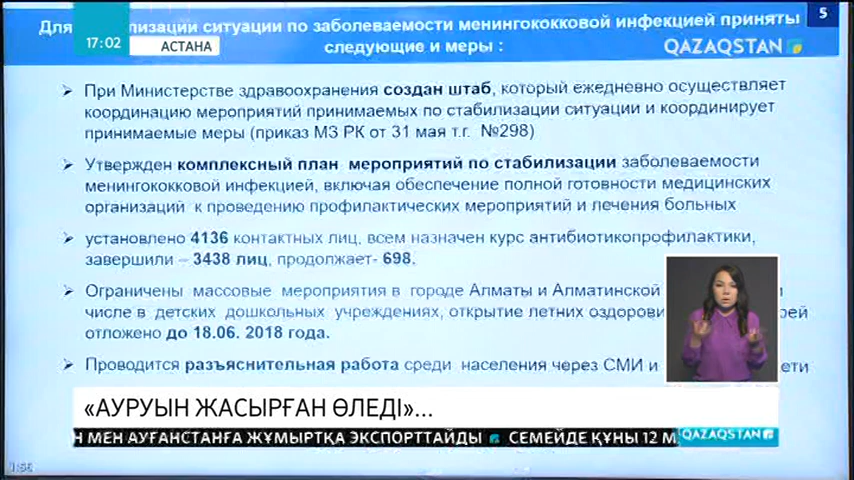 Для
лизации ситуации по заболеваемости менингококковой инфекцией приняты
5
17:02
АСТАНА
следующие и меры :
QAZAQSTAN
➢ При Министерстве здравоохранения создан штаб, который ежедневно осуществляет
координацию мероприятий принимаемых по стабилизации ситуации и координирует
принимаемые меры (приказ МЗ РК от 31 мая т.г. №298)
➢ Утвержден комплексный план мероприятий по стабилизации заболеваемости
менингококковой инфекцией, включая обеспечение полной готовности медицинских
организаций к проведению профилактических мероприятий и лечения больных
➢ установлено 4136 контактных лиц, всем назначен курс антибиотикопрофилактики,
завершили – 3438 лиц, продолжает- 698.
➢ Ограничены массовые мероприятия в городе Алматы и Алматинской
и
числе в детских дошкольных учреждениях, открытие летних оздорови
рей
отложено до 18.06. 2018 года.
➢ Проводится разъяснительная работа среди населения через СМИ и
ети
«АУРУЫН ЖАСЫРҒАН ӨЛЕДІ»...
Н МЕН АУҒАНСТАНҒА ЖҰМЫРТҚА ЭКСПОРТТАЙДЫ
СЕМЕЙДЕ ҚҰНЫ 12 М
QAZAQSTAN